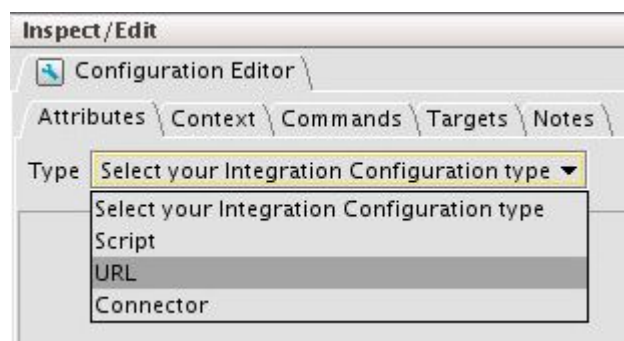 Inspect/Edit
Configuration Editor
Attributes Context Commands Targets Notes
Type Select your Integration Configuration type
Select your Integration Configuration type
Script
URL
Connector